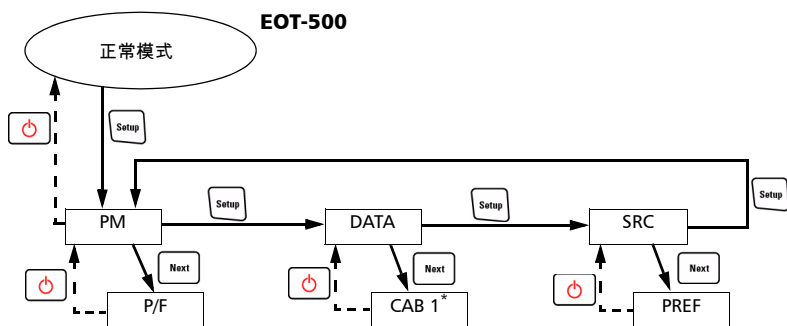 EOT-500
正常模式
Setup
Setup
Setup
Setup
PM
DATA
SRC
Next
Next
Next
P/F
CAB 1*
PREF